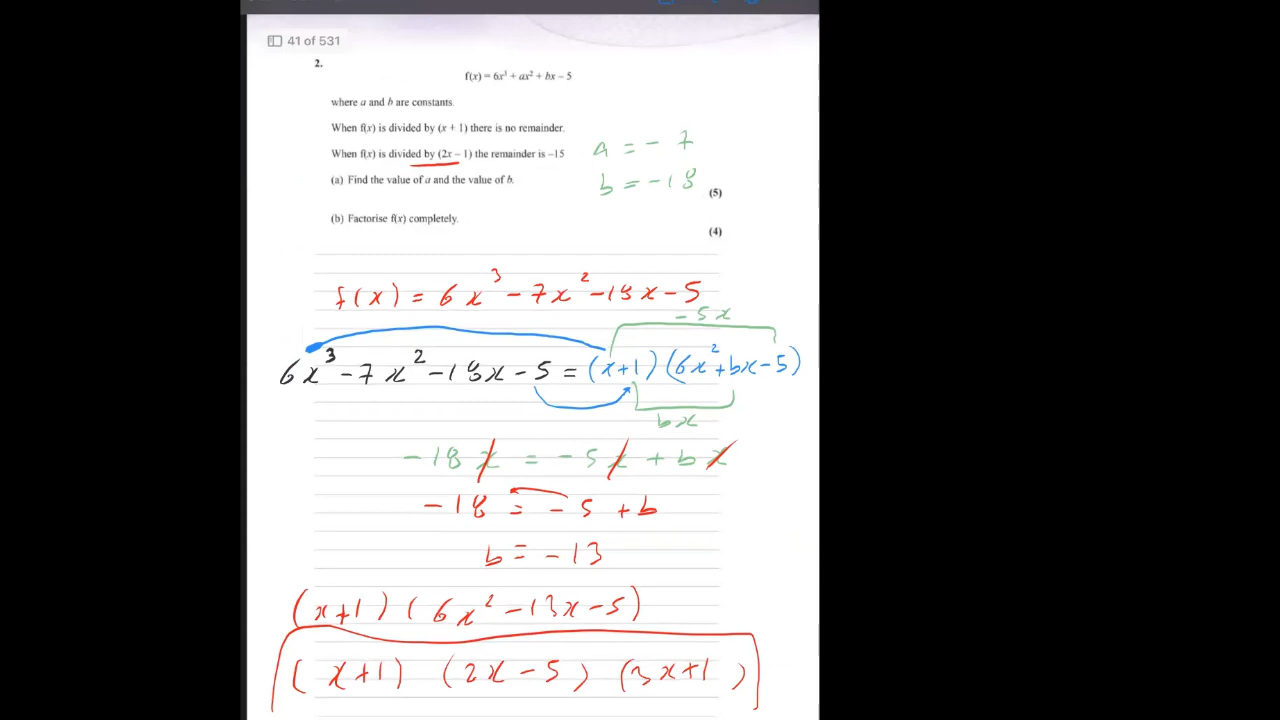 41 of 531
2.
f(x) = 6x³ + ax² + bx – 5
where a and b are constants.
When f(x) is divided by (x + 1) there is no remainder.
When f(x) is divided by (2x – 1) the remainder is –15
a = - 7
(a) Find the value of a and the value of b.
b = -18
(5)
(b) Factorise f(x) completely.
(4)
f(x) = 6x³ - 7x² - 18x - 5
- 5x
6x³ - 7x² - 18x - 5 = (x+1) (6x² + bx - 5)
bx
- 18x = - 5x + bx
- 18 = - 5 + b
b = - 13
(x+1) (6x² - 13x - 5)
(x+1) (2x - 5) (3x+1)